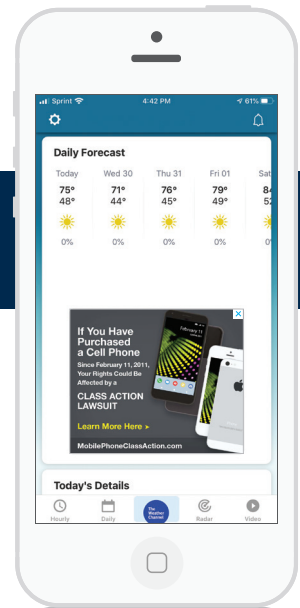 Sprint 4:42 PM 61%
Daily Forecast
Today Wed 30 Thu 31 Fri 01 Sat
75° 71° 76° 79° 84
48° 44° 45° 49° 52
0% 0% 0% 0% 0°
If You Have
Purchased
a Cell Phone
Since February 11, 2011,
Your Rights Could Be
Affected by a
CLASS ACTION
LAWSUIT
Learn More Here >
MobilePhoneClassAction.com
February 11
Today's Details
The
Weather
Channel
Hourly Daily Radar Video